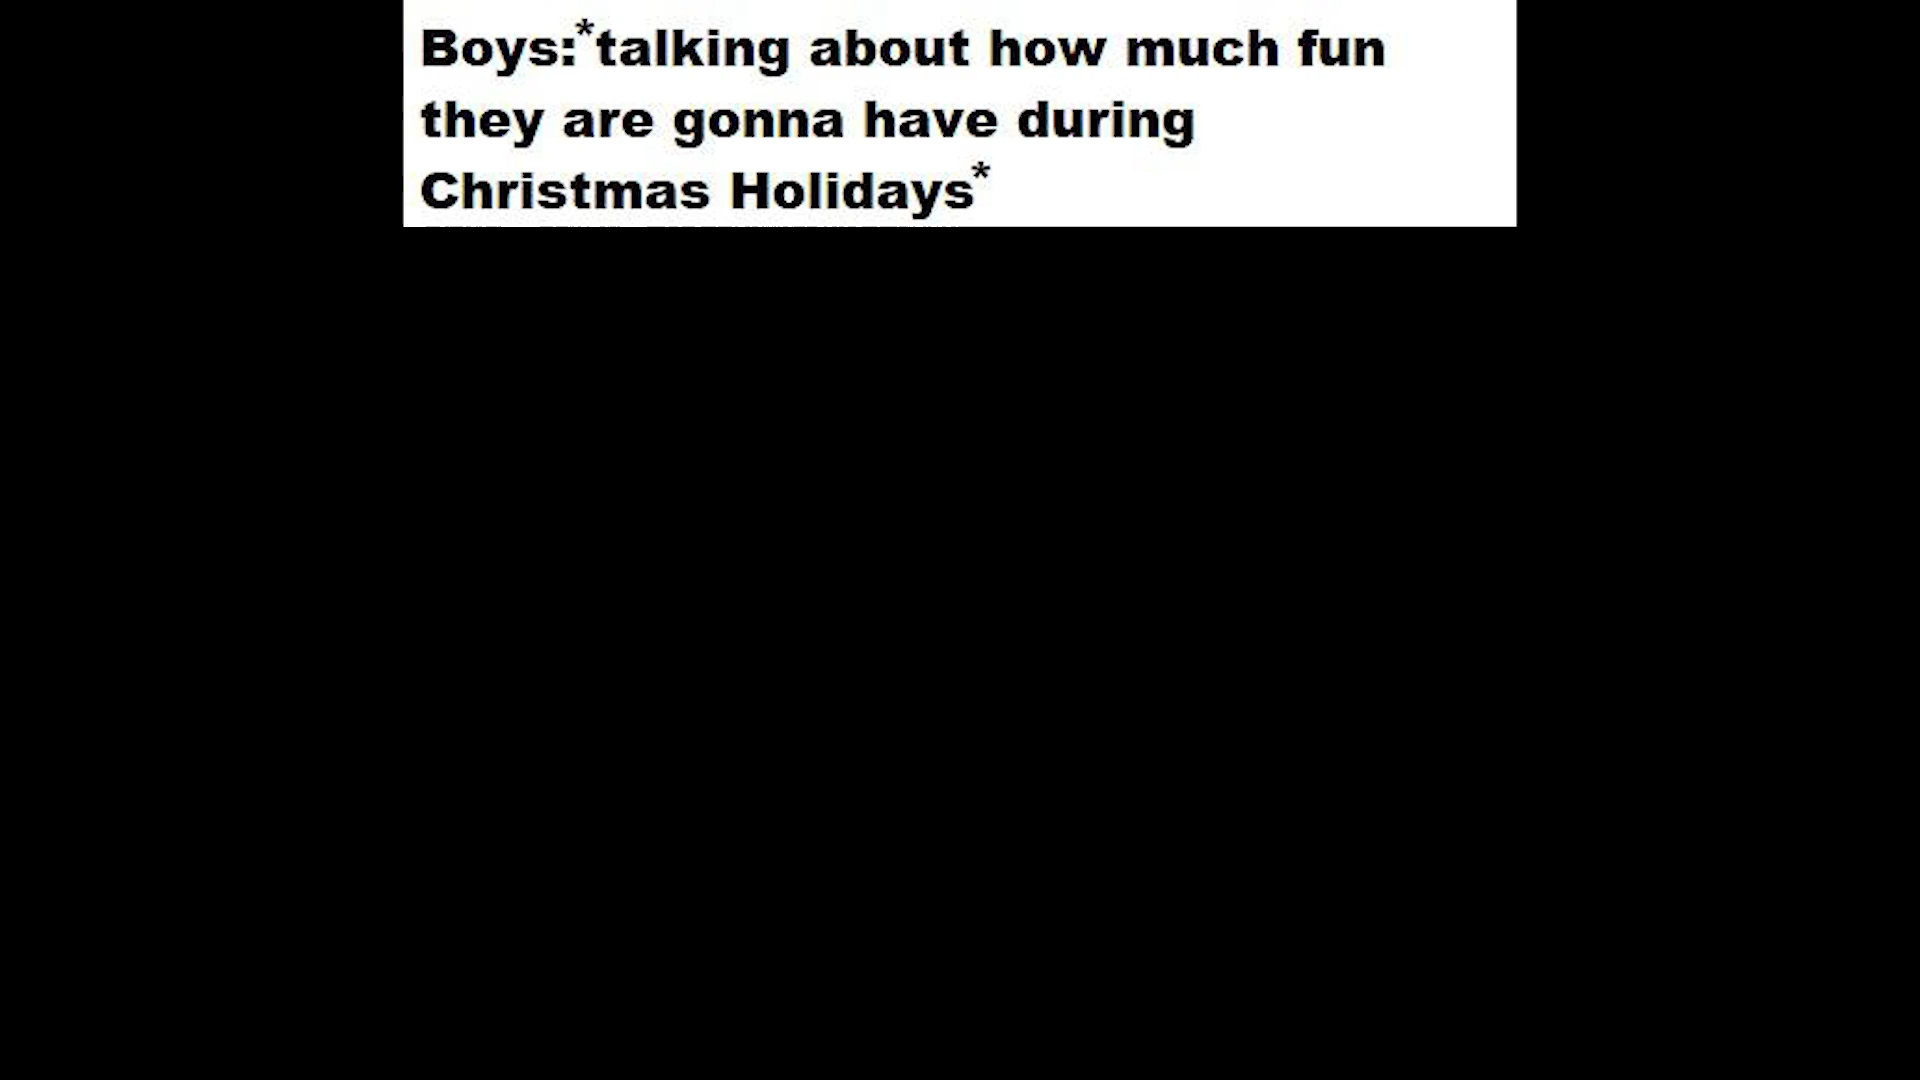 Boys:*talking about how much fun
they are gonna have during
Christmas Holidays*